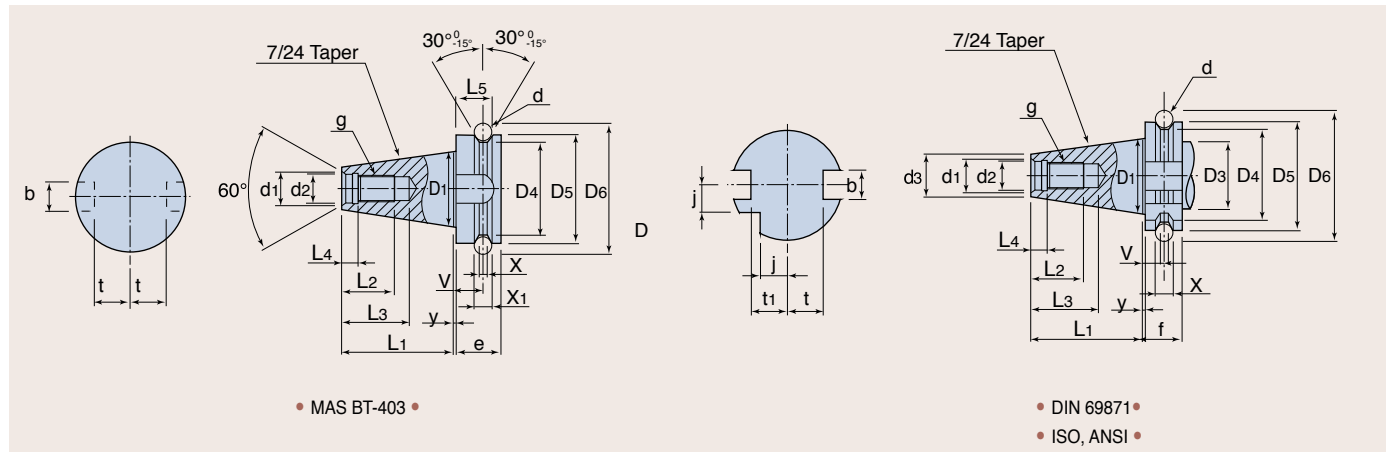 30° 0 -15° 30° 0 -15°
7/24 Taper
L5
d
g
60°
d1
d2
D1
D4
D5
D6
D
b
t
t
L4
L2
L3
L1
V
y
e
X
X1
• MAS BT-403 •
7/24 Taper
d
g
d3
d1
d2
D1
D3
D4
D5
D6
j
b
j
t1
t
L4
L2
L3
L1
V
y
f
X
• DIN 69871 •
• ISO, ANSI •